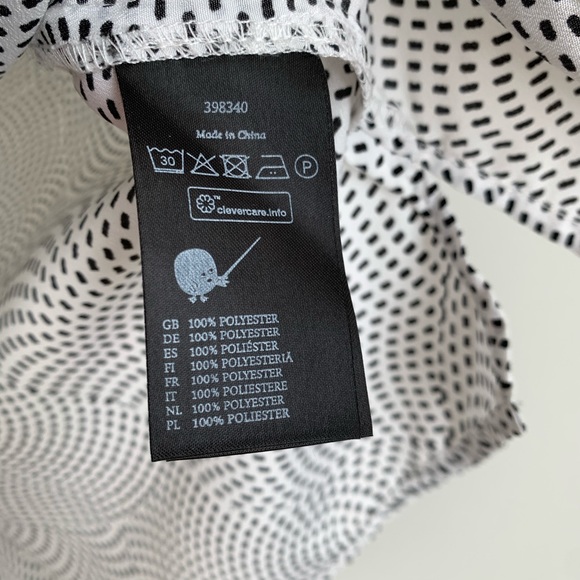 398340
Made in China
30 P
™ clevercare.info
GB 100% POLYESTER
DE 100% POLYESTER
ES 100% POLIÉSTER
FI 100% POLYESTERIÄ
FR 100% POLYESTER
IT 100% POLIESTERE
NL 100% POLYESTER
PL 100% POLIESTER